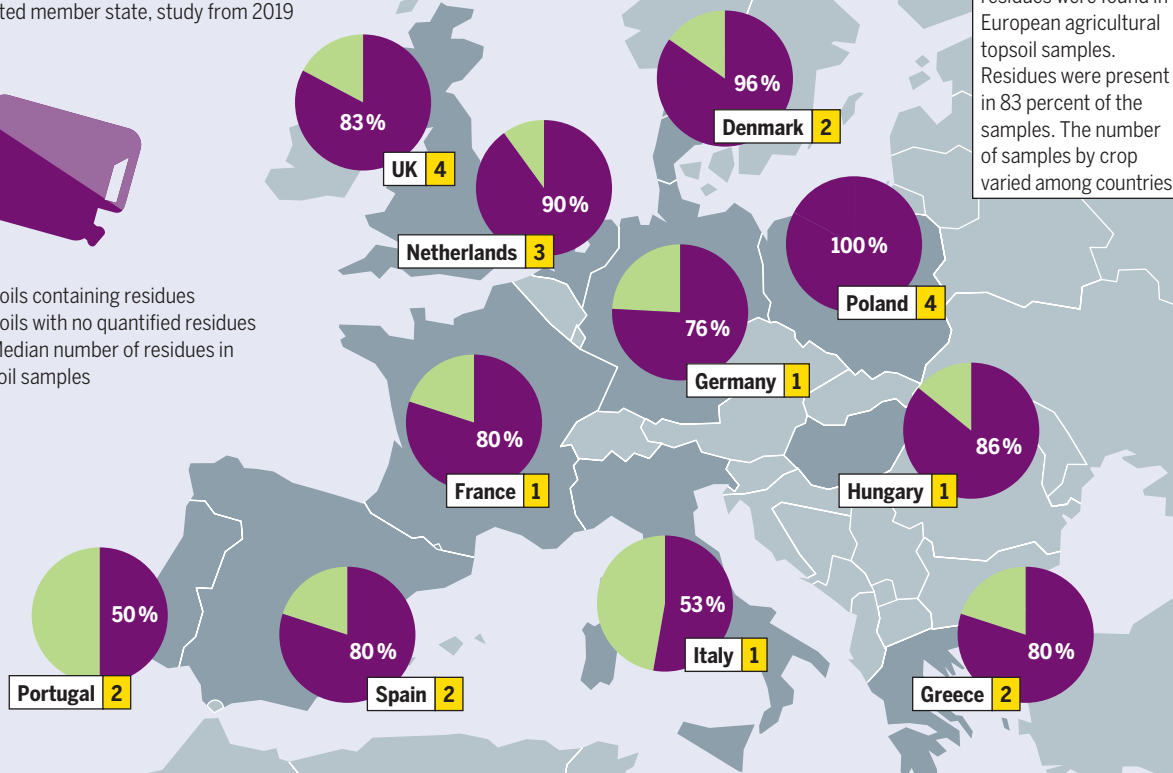 ted member state, study from 2019
residues were found in
European agricultural
topsoil samples.
Residues were present
in 83 percent of the
samples. The number
of samples by crop
varied among countries
83 %
UK 4
96 %
Denmark 2
90 %
Netherlands 3
100 %
Poland 4
oils containing residues
oils with no quantified residues
Median number of residues in
oil samples
76 %
Germany 1
80 %
France 1
86 %
Hungary 1
50 %
Portugal 2
80 %
Spain 2
53 %
Italy 1
80 %
Greece 2